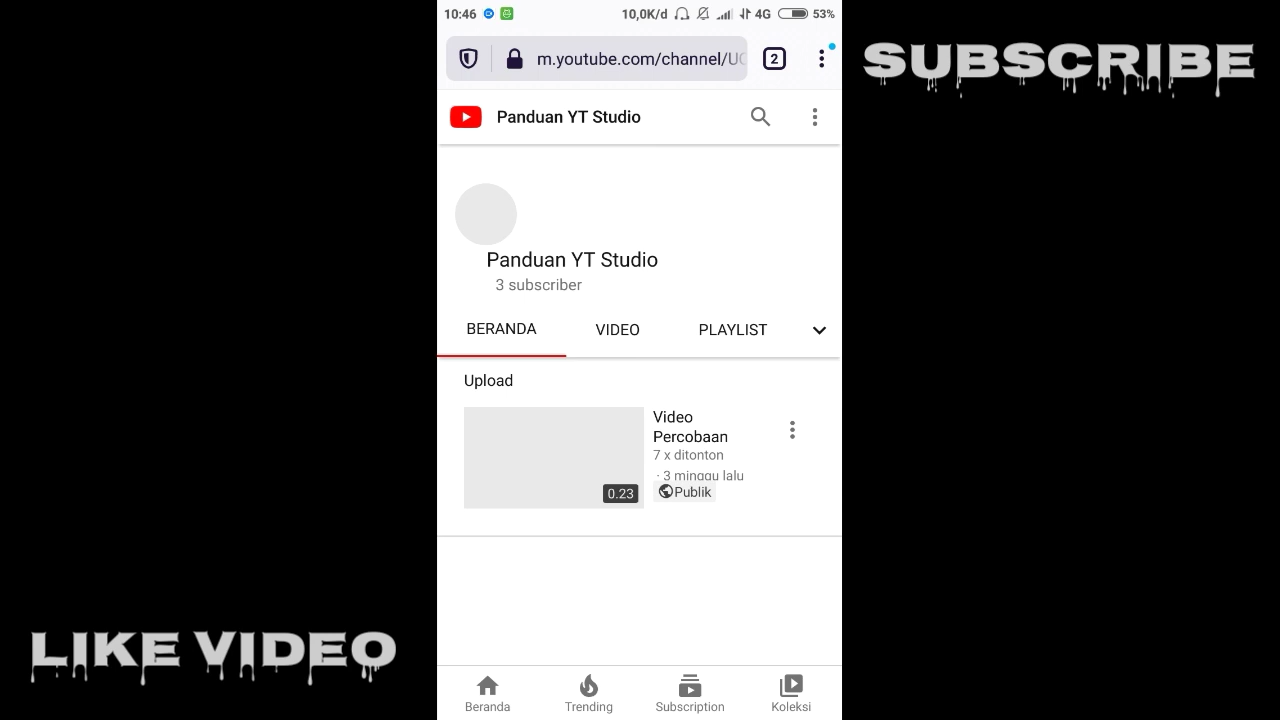 10:46 10,0K/d 4G 53%
m.youtube.com/channel/UC 2
SUBSCRIBE
Panduan YT Studio
Panduan YT Studio
3 subscriber
BERANDA VIDEO PLAYLIST
Upload
0.23
Video
Percobaan
7 x ditonton
· 3 minggu lalu
Publik
LIKE VIDEO
Beranda Trending Subscription Koleksi